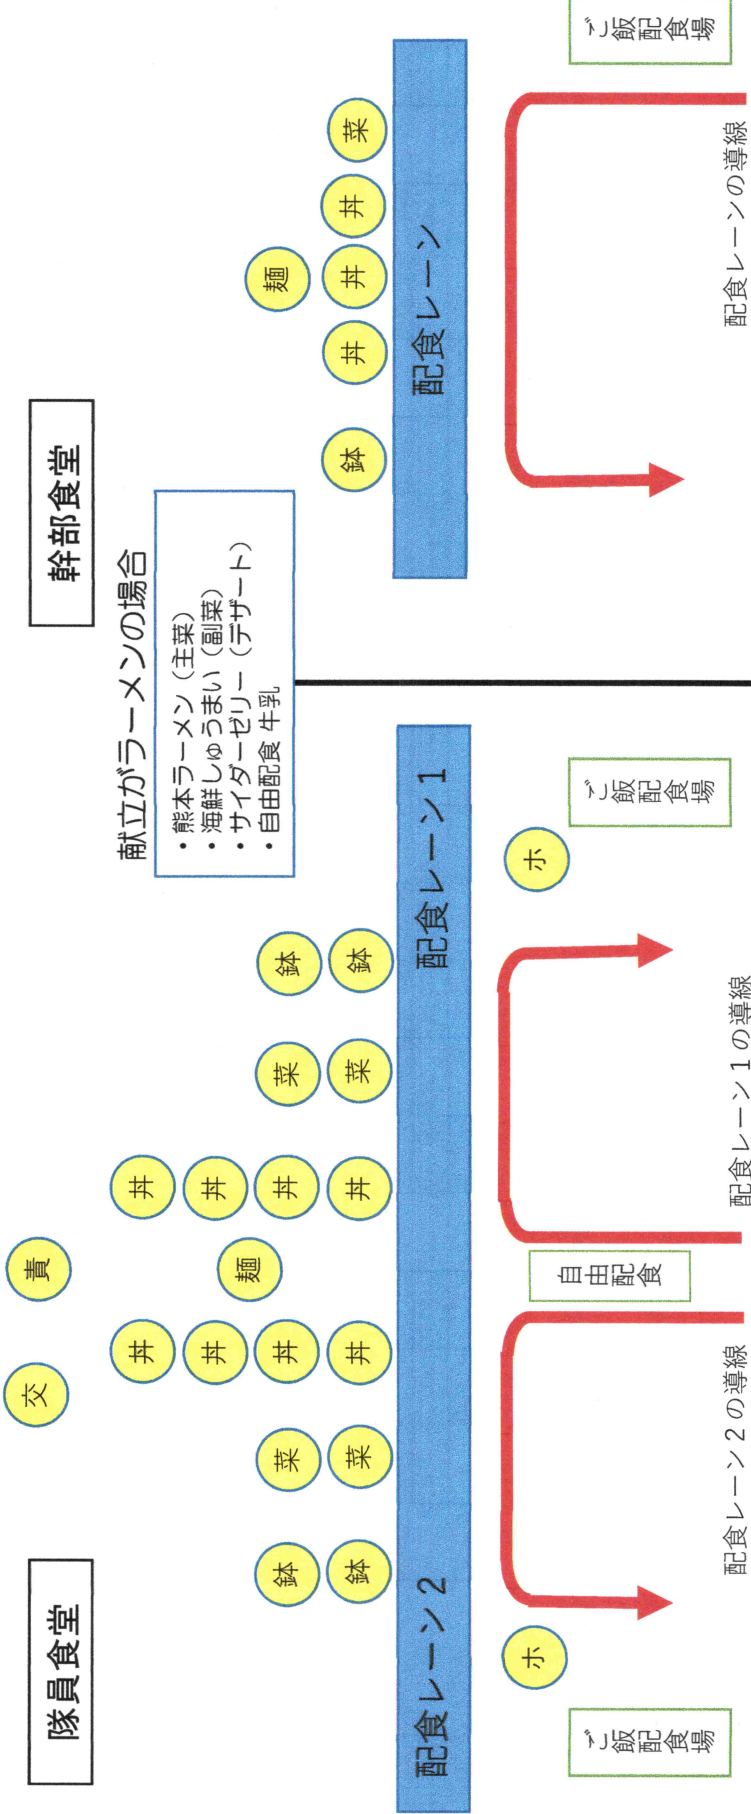 隊員食堂
交
責
丼
丼
丼
丼
麺
鉢
菜
丼
丼
菜
鉢
鉢
菜
丼
丼
菜
鉢
配食レーン2
配食レーン1
ホ
自由配食
ホ
ご飯配食場
ご飯配食場
配食レーン2の導線
配食レーン1の導線
幹部食堂
献立がラーメンの場合
・熊本ラーメン（主菜）
・海鮮しゅうまい（副菜）
・サイダーゼリー（デザート）
・自由配食 牛乳
麺
鉢
丼
丼
丼
菜
配食レーン
ご飯配食場
配食レーンの導線